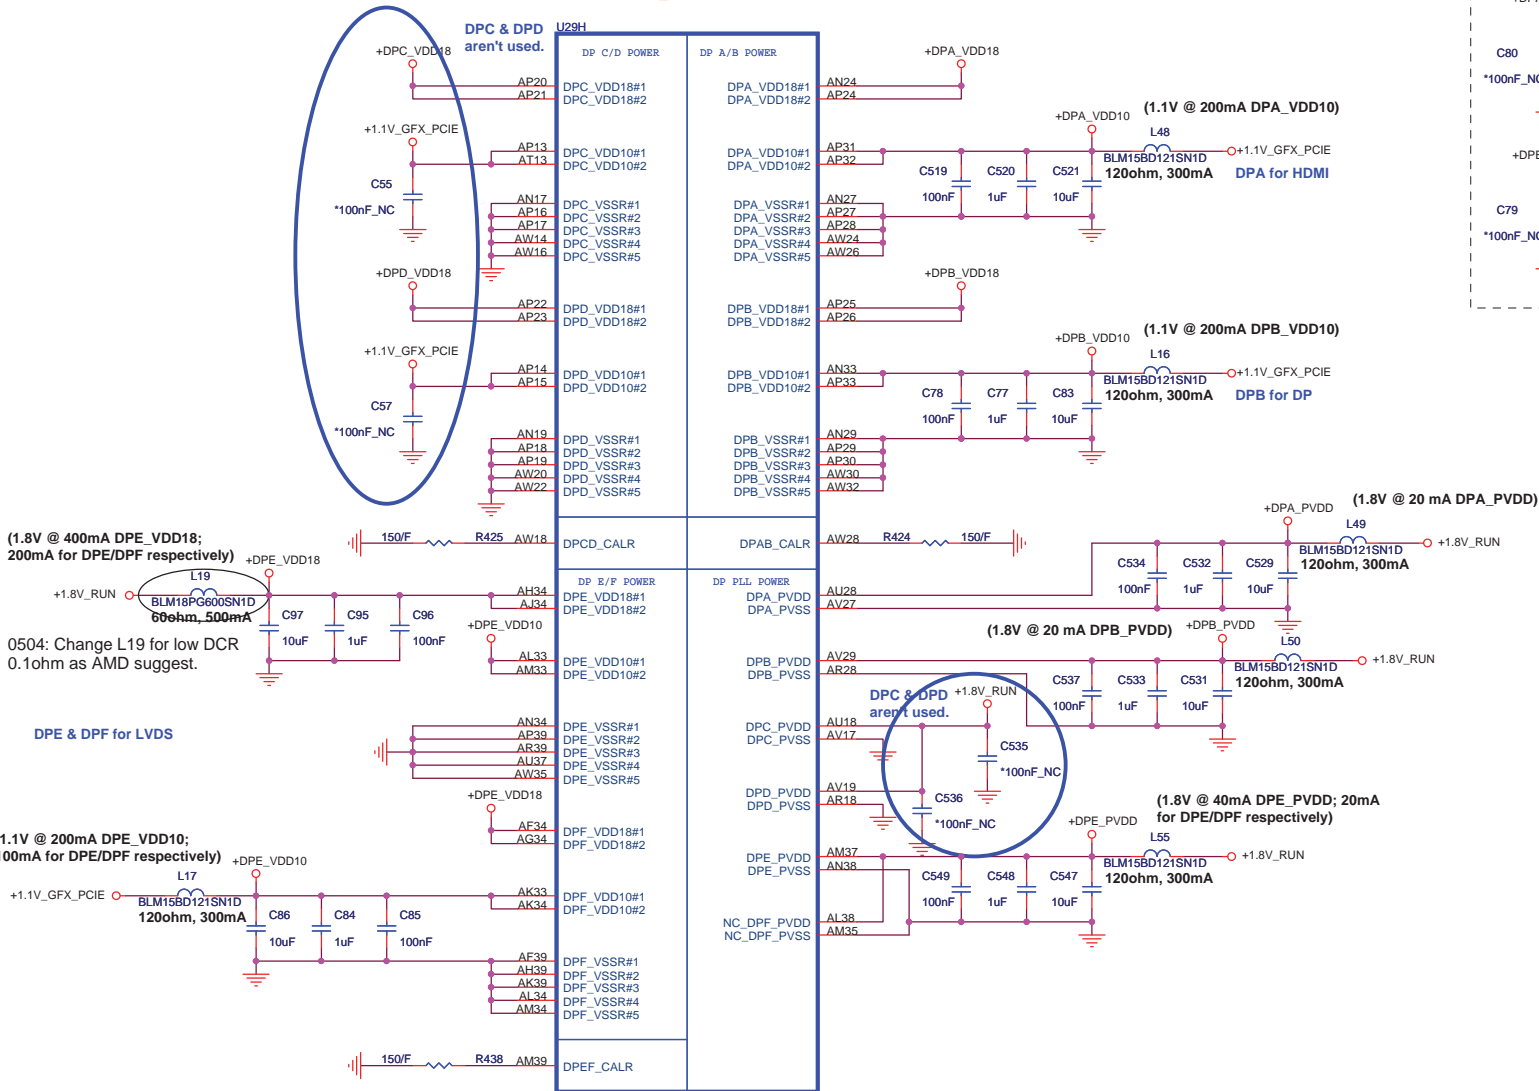 DPC & DPD
aren't used.
U29H
DP C/D POWER
DP A/B POWER
+DPC_VDD18
AP20 DPC_VDD18#1
AP21 DPC_VDD18#2
+1.1V_GFX_PCIE
AP13 DPC_VDD10#1
AT13 DPC_VDD10#2
C55
*100nF_NC
AN17 DPC_VSSR#1
AP16 DPC_VSSR#2
AP17 DPC_VSSR#3
AW14 DPC_VSSR#4
AW16 DPC_VSSR#5
+DPD_VDD18
AP22 DPD_VDD18#1
AP23 DPD_VDD18#2
+1.1V_GFX_PCIE
AP14 DPD_VDD10#1
AP15 DPD_VDD10#2
C57
*100nF_NC
AN19 DPD_VSSR#1
AP18 DPD_VSSR#2
AP19 DPD_VSSR#3
AW20 DPD_VSSR#4
AW22 DPD_VSSR#5
150/F R425 AW18 DPCD_CALR
+DPA_VDD18
DPA_VDD18#1 AN24
DPA_VDD18#2 AP24
(1.1V @ 200mA DPA_VDD10)
+DPA_VDD10
L48
DPA_VDD10#1 AP31
DPA_VDD10#2 AP32
+1.1V_GFX_PCIE
BLM15BD121SN1D
120ohm, 300mA
DPA for HDMI
C519
100nF
C520
1uF
C521
10uF
DPA_VSSR#1 AN27
DPA_VSSR#2 AP27
DPA_VSSR#3 AP28
DPA_VSSR#4 AW24
DPA_VSSR#5 AW26
+DPB_VDD18
DPB_VDD18#1 AP25
DPB_VDD18#2 AP26
(1.1V @ 200mA DPB_VDD10)
+DPB_VDD10
L16
DPB_VDD10#1 AN33
DPB_VDD10#2 AP33
+1.1V_GFX_PCIE
BLM15BD121SN1D
120ohm, 300mA
DPB for DP
C78
100nF
C77
1uF
C83
10uF
DPB_VSSR#1 AN29
DPB_VSSR#2 AP29
DPB_VSSR#3 AP30
DPB_VSSR#4 AW30
DPB_VSSR#5 AW32
DPAB_CALR AW28 R424 150/F
C80
C79
(1.8V @ 400mA DPE_VDD18;
200mA for DPE/DPF respectively)
+DPE_VDD18
L19
+1.8V_RUN
BLM18PG600SN1D
60ohm, 500mA
0504: Change L19 for low DCR
0.1ohm as AMD suggest.
C97
10uF
C95
1uF
C96
100nF
DP E/F POWER
AH34 DPE_VDD18#1
AJ34 DPE_VDD18#2
+DPE_VDD10
AL33 DPE_VDD10#1
AM33 DPE_VDD10#2
DPE & DPF for LVDS
AN34 DPE_VSSR#1
AP39 DPE_VSSR#2
AR39 DPE_VSSR#3
AU37 DPE_VSSR#4
AW35 DPE_VSSR#5
+DPE_VDD18
AF34 DPF_VDD18#1
AG34 DPF_VDD18#2
1.1V @ 200mA DPE_VDD10;
100mA for DPE/DPF respectively)
+DPE_VDD10
L17
+1.1V_GFX_PCIE
BLM15BD121SN1D
120ohm, 300mA
C86
10uF
C84
1uF
C85
100nF
AK33 DPF_VDD10#1
AK34 DPF_VDD10#2
AF39 DPF_VSSR#1
AH39 DPF_VSSR#2
AK39 DPF_VSSR#3
AL34 DPF_VSSR#4
AM34 DPF_VSSR#5
150/F R438 AM39 DPEF_CALR
DP PLL POWER
(1.8V @ 20 mA DPA_PVDD)
+DPA_PVDD
L49
+1.8V_RUN
BLM15BD121SN1D
120ohm, 300mA
C534
100nF
C532
1uF
C529
10uF
DPA_PVDD AU28
DPA_PVSS AV27
(1.8V @ 20 mA DPB_PVDD)
+DPB_PVDD
L50
+1.8V_RUN
BLM15BD121SN1D
120ohm, 300mA
DPB_PVDD AV29
DPB_PVSS AR28
C537
100nF
C533
1uF
C531
10uF
DPC & DPD
aren't used.
+1.8V_RUN
DPC_PVDD AU18
DPC_PVSS AV17
C535
*100nF_NC
DPD_PVDD AV19
DPD_PVSS AR18
C536
*100nF_NC
(1.8V @ 40mA DPE_PVDD; 20mA
for DPE/DPF respectively)
+DPE_PVDD
L55
+1.8V_RUN
BLM15BD121SN1D
120ohm, 300mA
DPE_PVDD AM37
DPE_PVSS AN38
C549
100nF
C548
1uF
C547
10uF
NC_DPF_PVDD AL38
NC_DPF_PVSS AM35